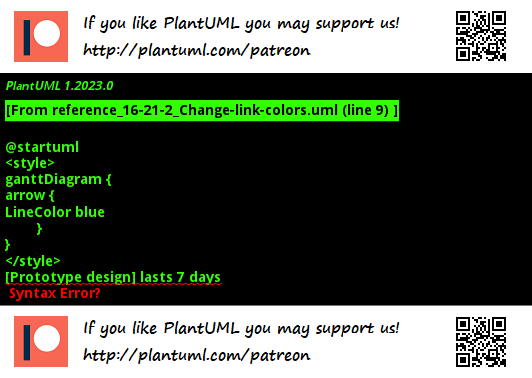 If you like PlantUML you may support us!
http://plantuml.com/patreon
PlantUML 1.2023.0
[From reference_16-21-2_Change-link-colors.uml (line 9) ]
@startuml
<style>
ganttDiagram {
arrow {
LineColor blue
}
}
</style>
[Prototype design] lasts 7 days
Syntax Error?
If you like PlantUML you may support us!
http://plantuml.com/patreon